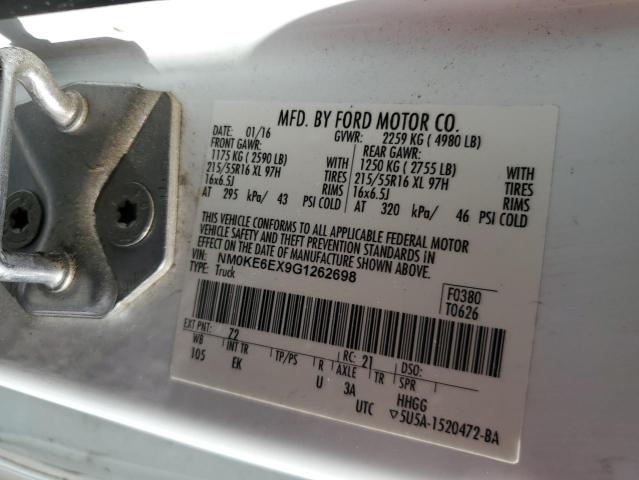 MFD. BY FORD MOTOR CO.
DATE: 01/16 GVWR: 2259 KG ( 4980 LB)
FRONT GAWR: REAR GAWR:
1175 KG ( 2590 LB) WITH 1250 KG ( 2755 LB) WITH
215/55R16 XL 97H TIRES 215/55R16 XL 97H TIRES
16x6.5J RIMS 16x6.5J RIMS
AT 295 kPa/ 43 PSI COLD AT 320 kPa/ 46 PSI COLD
THIS VEHICLE CONFORMS TO ALL APPLICABLE FEDERAL MOTOR
VEHICLE SAFETY AND THEFT PREVENTION STANDARDS IN
EFFECT ON THE DATE OF MANUFACTURE SHOWN ABOVE.
VIN: NM0KE6EX9G1262698
TYPE: Truck
F0380
T0626
EXT PNT: 72 RC: 21 DSO:
WB INT TR TP/PS R AXLE TR SPR
105 EK U 3A HHGG
UTC ▽5U5A-1520472-BA